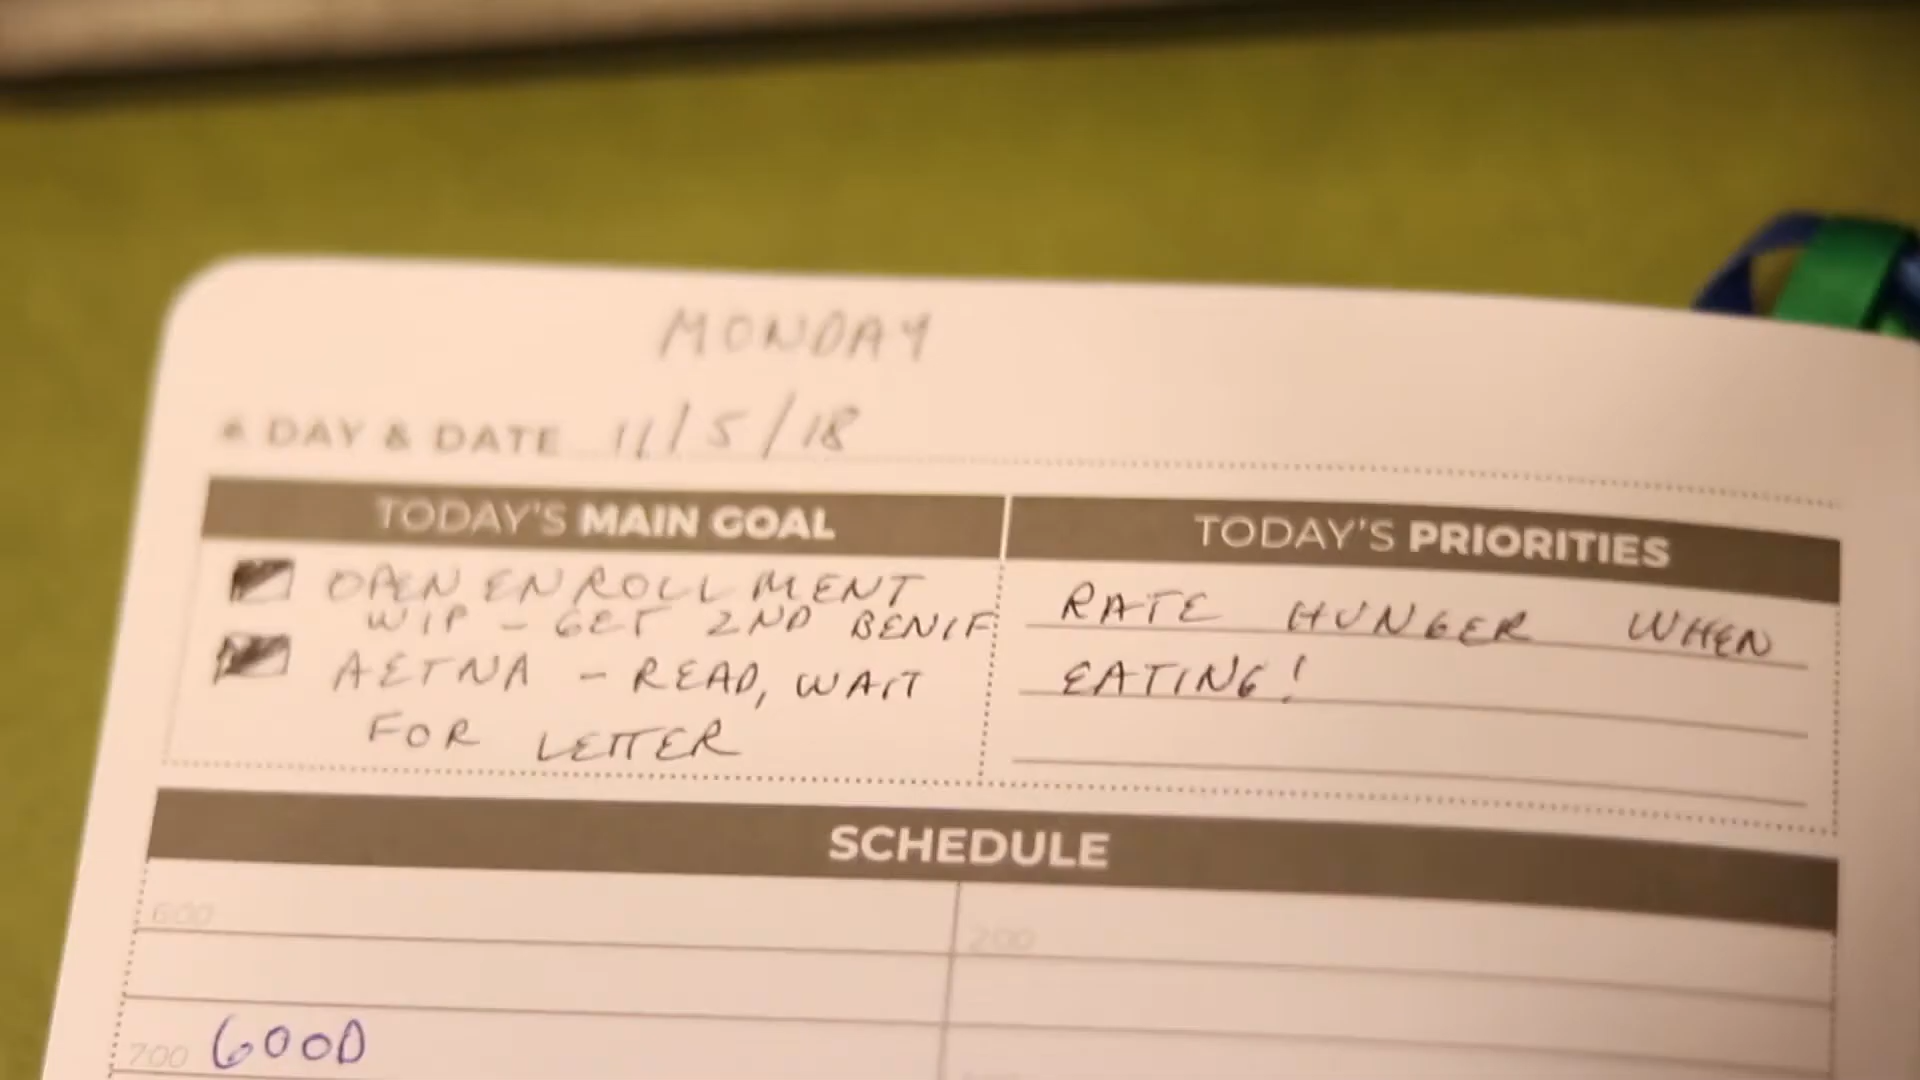 MONDAY
DAY & DATE 11/5/18
TODAY'S MAIN GOAL
OPEN ENROLLMENT
WIP - GET 2ND BENIF
AETNA - READ, WAIT
FOR LETTER
TODAY'S PRIORITIES
RATE HUNGER WHEN
EATING!
SCHEDULE
600
200
700 GOOD